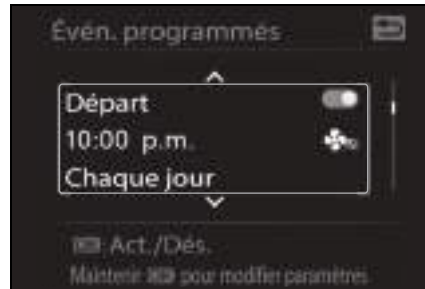 Évén. programmés
Départ
10:00 p.m.
Chaque jour
Act./Dés.
Maintenir pour modifier paramètres